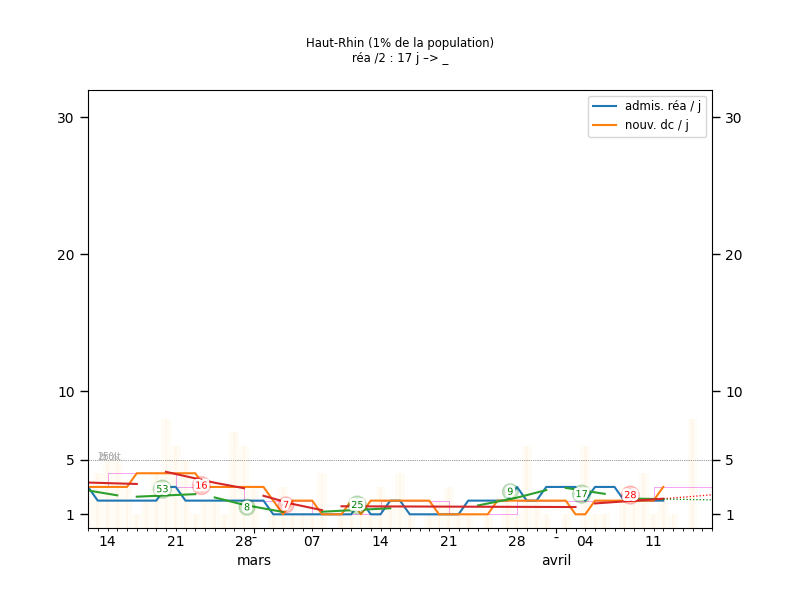 Haut-Rhin (1% de la population)
réa /2 : 17 j –> _
admis. réa / j
nouv. dc / j
30 30
20 20
10 10
5 5
1 1
53 16 8 7 25 9 17 28
14 21 28 07 14 21 28 04 11
mars avril